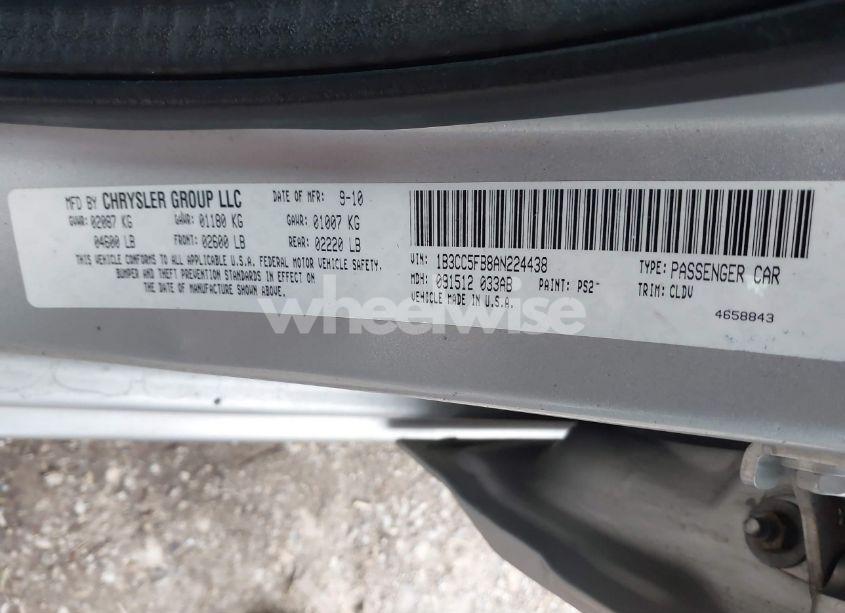 MFD BY CHRYSLER GROUP LLC DATE OF MFR: 9-10
GVWR: 02087 KG GAWR: 01180 KG GAWR: 01007 KG
04600 LB FRONT: 02600 LB REAR: 02220 LB
THIS VEHICLE CONFORMS TO ALL APPLICABLE U.S.A. FEDERAL MOTOR VEHICLE SAFETY,
BUMPER AND THEFT PREVENTION STANDARDS IN EFFECT ON
THE DATE OF MANUFACTURE SHOWN ABOVE.
VIN: 1B3CC5FB8AN224438 TYPE: PASSENGER CAR
MDH: 091512 033AB PAINT: PS2- TRIM: CLDV
VEHICLE MADE IN U.S.A.
4658843
wheelwise